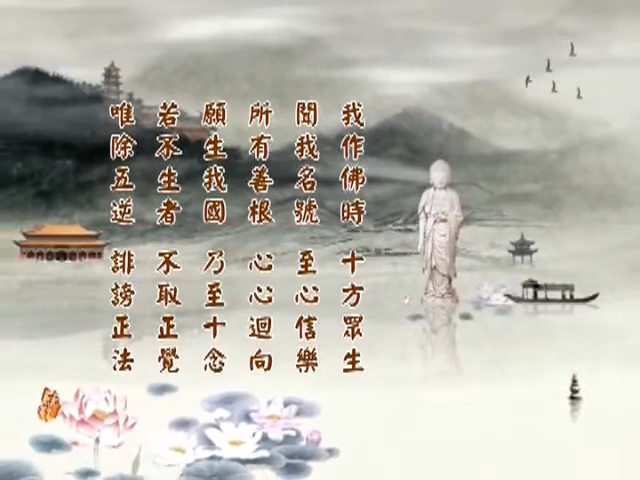 我作佛時 十方眾生
聞我名號 至心信樂
所有善根 心心迴向
願生我國 乃至十念
若不生者 不取正覺
唯除五逆 誹謗正法